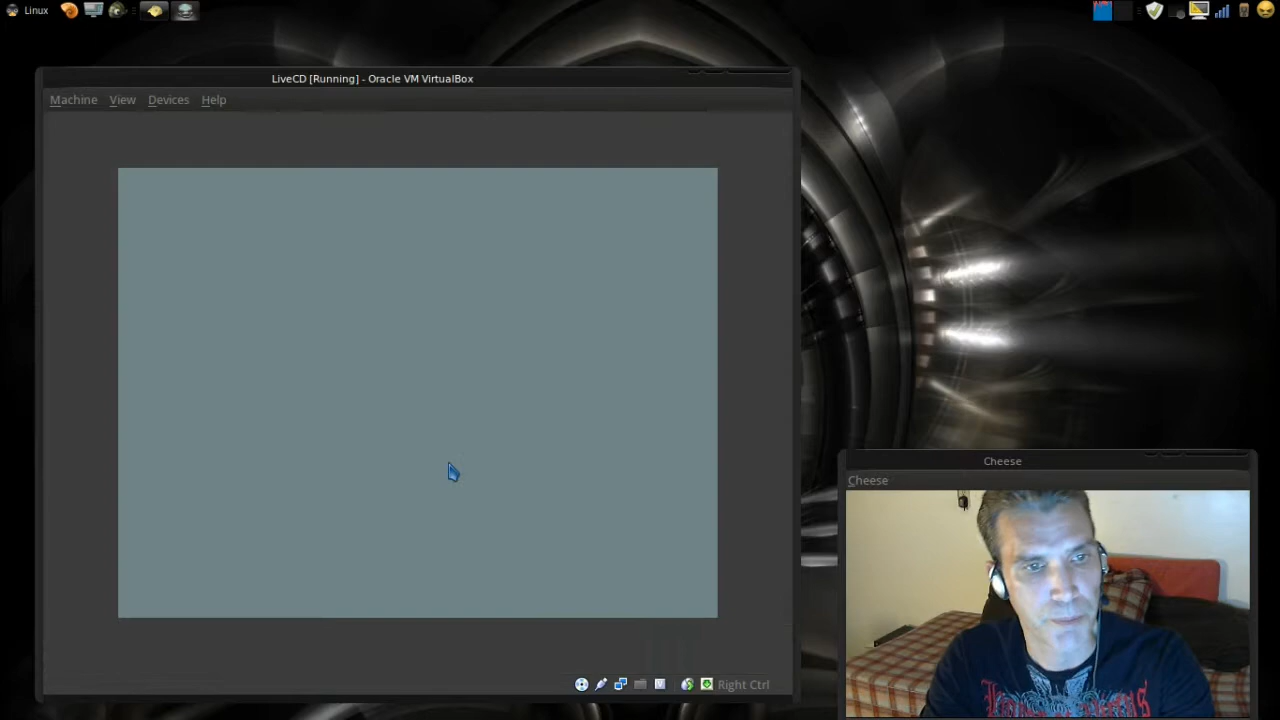 Linux
LiveCD [Running] - Oracle VM VirtualBox
Machine View Devices Help
Right Ctrl
Cheese
Cheese